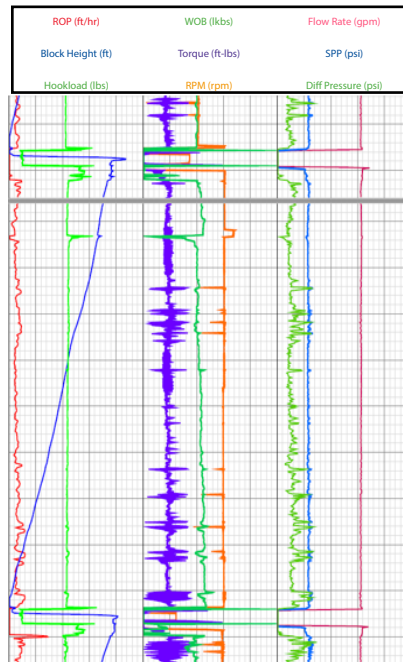 ROP (ft/hr) WOB (lkbs) Flow Rate (gpm)
Block Height (ft) Torque (ft-lbs) SPP (psi)
Hookload (lbs) RPM (rpm) Diff Pressure (psi)